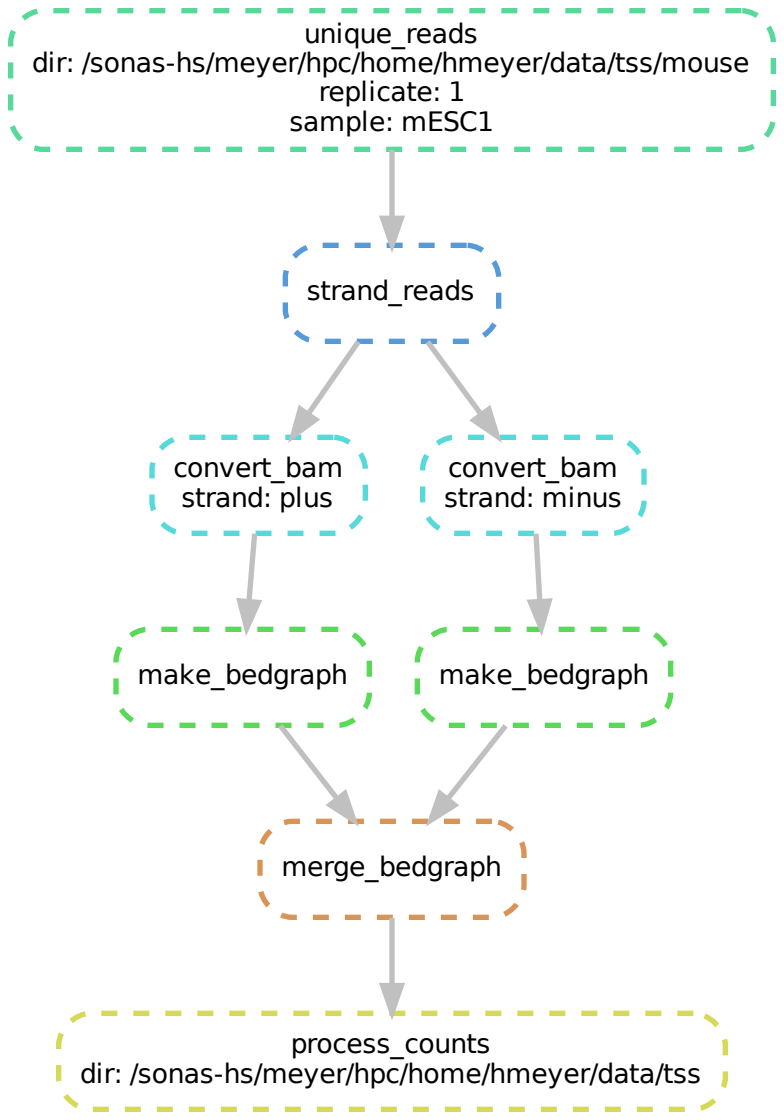 unique_reads
dir: /sonas-hs/meyer/hpc/home/hmeyer/data/tss/mouse
replicate: 1
sample: mESC1
strand_reads
convert_bam
strand: plus
convert_bam
strand: minus
make_bedgraph
make_bedgraph
merge_bedgraph
process_counts
dir: /sonas-hs/meyer/hpc/home/hmeyer/data/tss